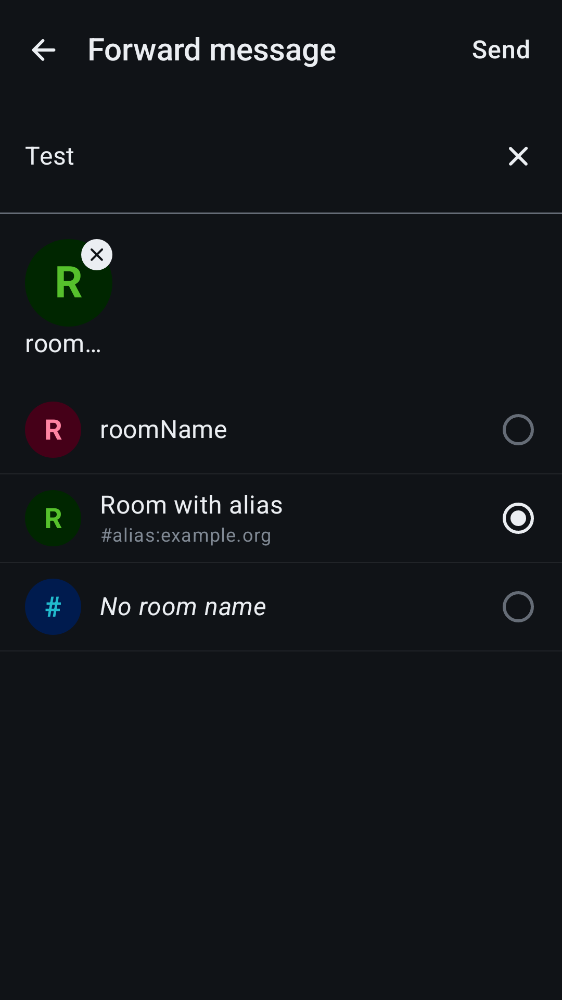 Forward message Send
Test
R
room…
R roomName
R Room with alias
#alias:example.org
# No room name